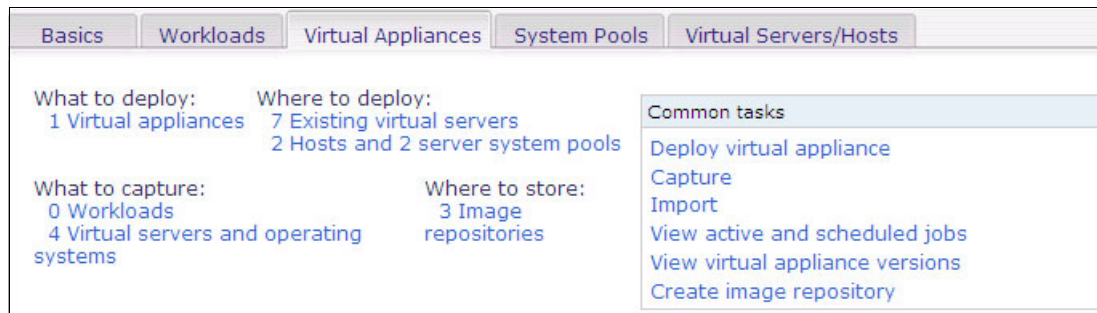 Basics Workloads Virtual Appliances System Pools Virtual Servers/Hosts
What to deploy: Where to deploy:
1 Virtual appliances 7 Existing virtual servers
2 Hosts and 2 server system pools
What to capture: Where to store:
0 Workloads 3 Image
4 Virtual servers and operating repositories
systems
Common tasks
Deploy virtual appliance
Capture
Import
View active and scheduled jobs
View virtual appliance versions
Create image repository